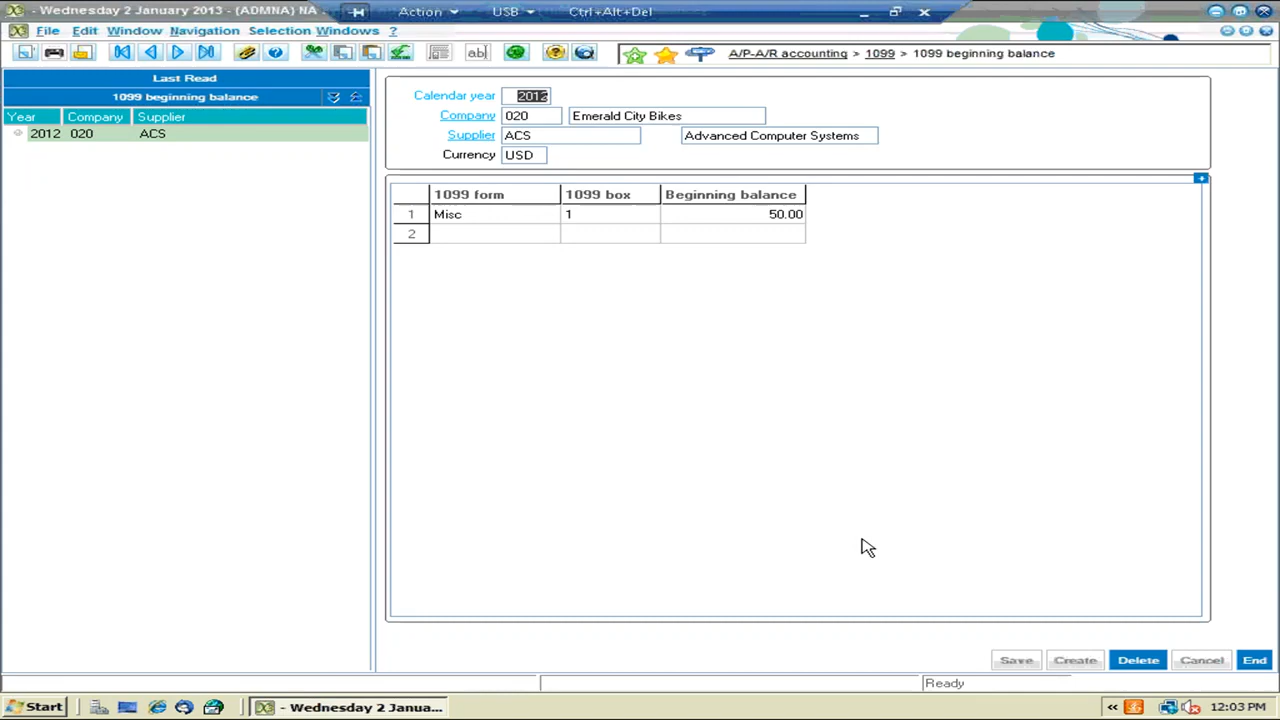 - Wednesday 2 January 2013 - (ADMNA) NA
Action
USB
Ctrl+Alt+Del
File Edit Window Navigation Selection Windows ?
A/P-A/R accounting > 1099 > 1099 beginning balance
Last Read
1099 beginning balance
Year Company Supplier
2012 020 ACS
Calendar year 2012
Company 020 Emerald City Bikes
Supplier ACS Advanced Computer Systems
Currency USD
1099 form 1099 box Beginning balance
1 Misc 1 50.00
2
Save Create Delete Cancel End
Ready
Start - Wednesday 2 Janua... « 12:03 PM